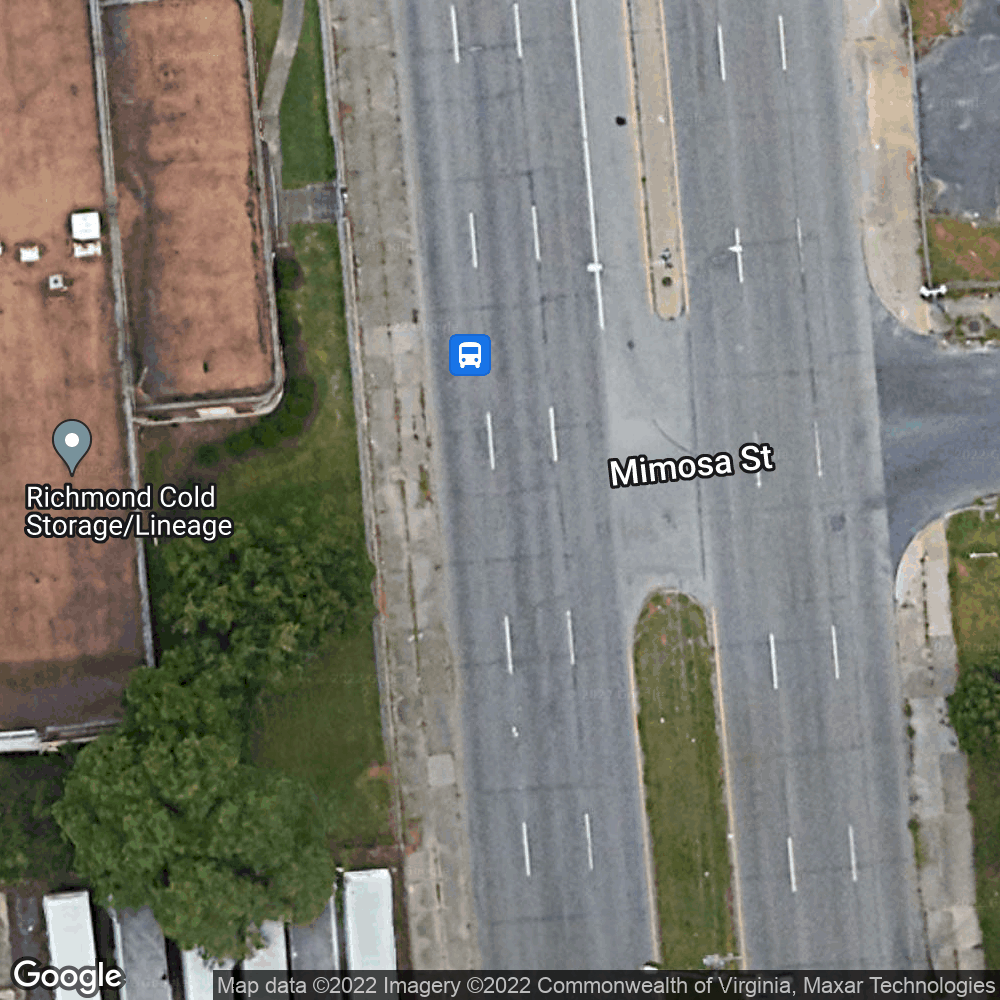 Mimosa St
Richmond Cold
Storage/Lineage
Google
Map data ©2022 Imagery ©2022 Commonwealth of Virginia, Maxar Technologies